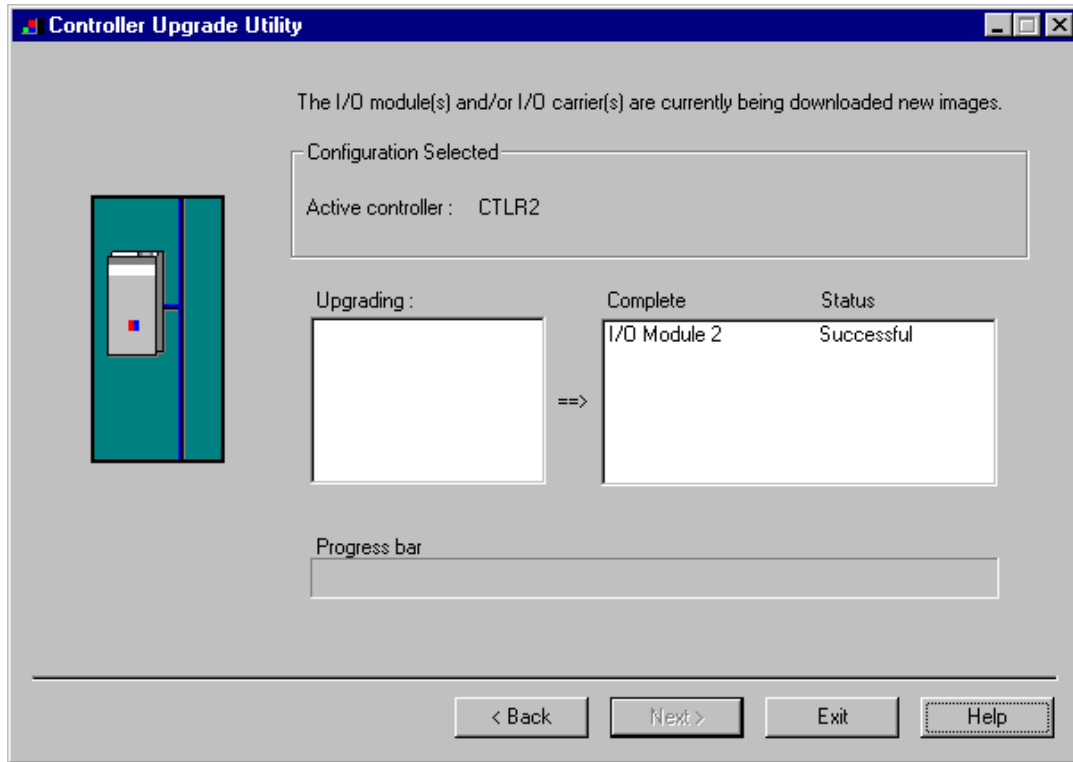 Controller Upgrade Utility
The I/O module(s) and/or I/O carrier(s) are currently being downloaded new images.
Configuration Selected
Active controller : CTLR2
Upgrading :
Complete Status
I/O Module 2 Successful
==>
Progress bar
< Back Next > Exit Help